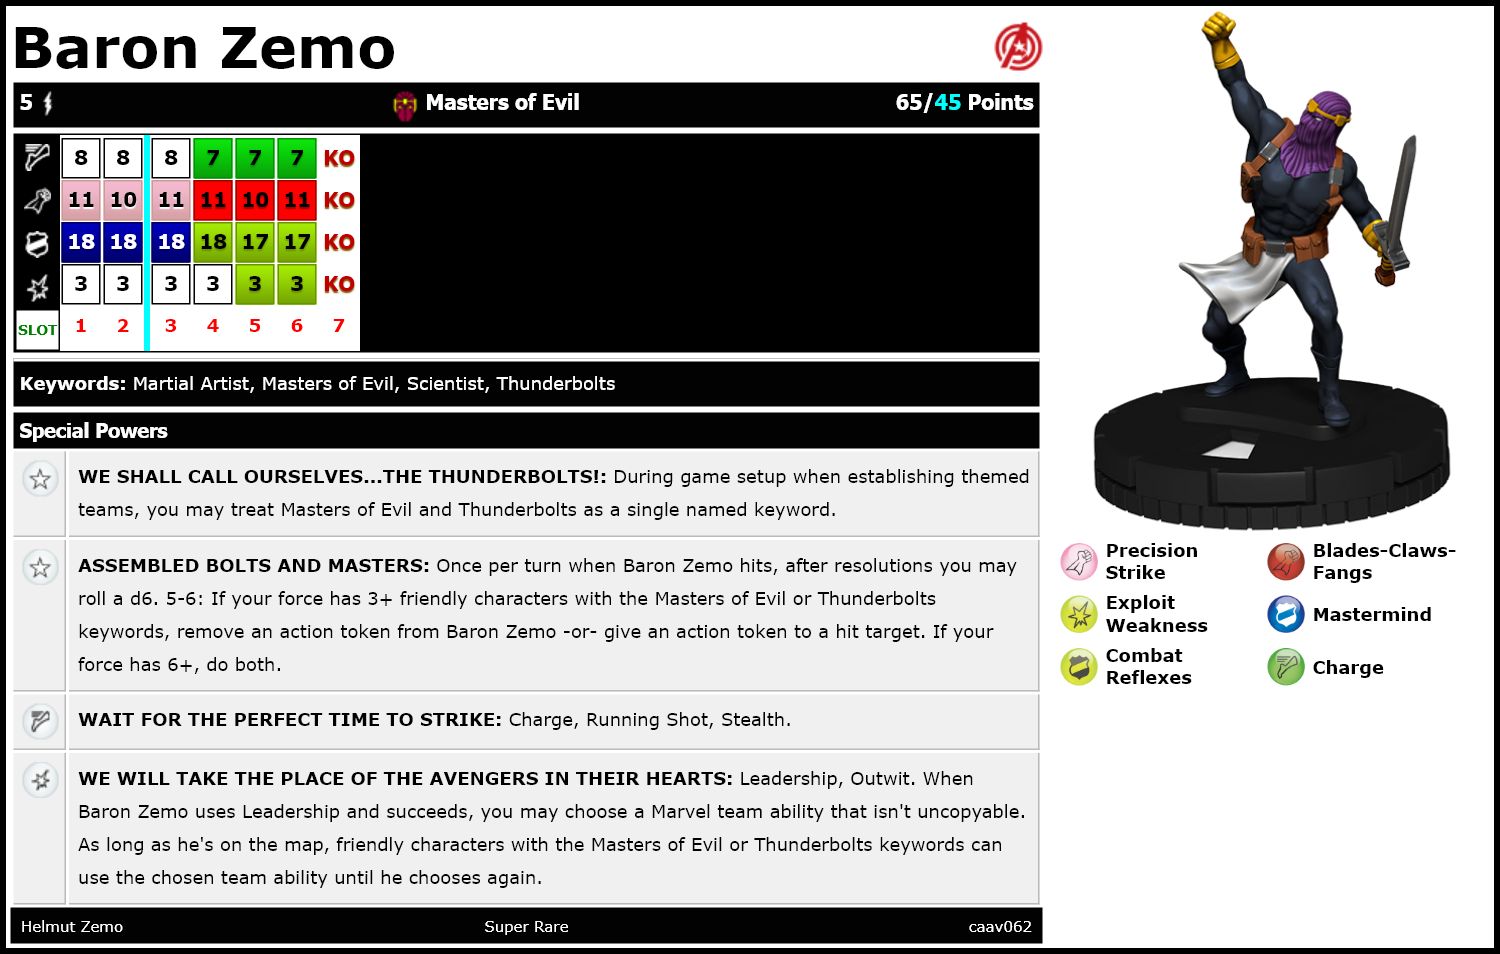 Baron Zemo
5 Masters of Evil 65/45 Points
8 8 8 7 7 7 KO
11 10 11 11 10 11 KO
18 18 18 18 17 17 KO
3 3 3 3 3 3 KO
SLOT 1 2 3 4 5 6 7
Keywords: Martial Artist, Masters of Evil, Scientist, Thunderbolts
Special Powers
WE SHALL CALL OURSELVES...THE THUNDERBOLTS!: During game setup when establishing themed
teams, you may treat Masters of Evil and Thunderbolts as a single named keyword.
ASSEMBLED BOLTS AND MASTERS: Once per turn when Baron Zemo hits, after resolutions you may
roll a d6. 5-6: If your force has 3+ friendly characters with the Masters of Evil or Thunderbolts
keywords, remove an action token from Baron Zemo -or- give an action token to a hit target. If your
force has 6+, do both.
WAIT FOR THE PERFECT TIME TO STRIKE: Charge, Running Shot, Stealth.
WE WILL TAKE THE PLACE OF THE AVENGERS IN THEIR HEARTS: Leadership, Outwit. When
Baron Zemo uses Leadership and succeeds, you may choose a Marvel team ability that isn't uncopyable.
As long as he's on the map, friendly characters with the Masters of Evil or Thunderbolts keywords can
use the chosen team ability until he chooses again.
Helmut Zemo Super Rare caav062
Precision
Strike
Blades-Claws-
Fangs
Exploit
Weakness
Mastermind
Combat
Reflexes
Charge